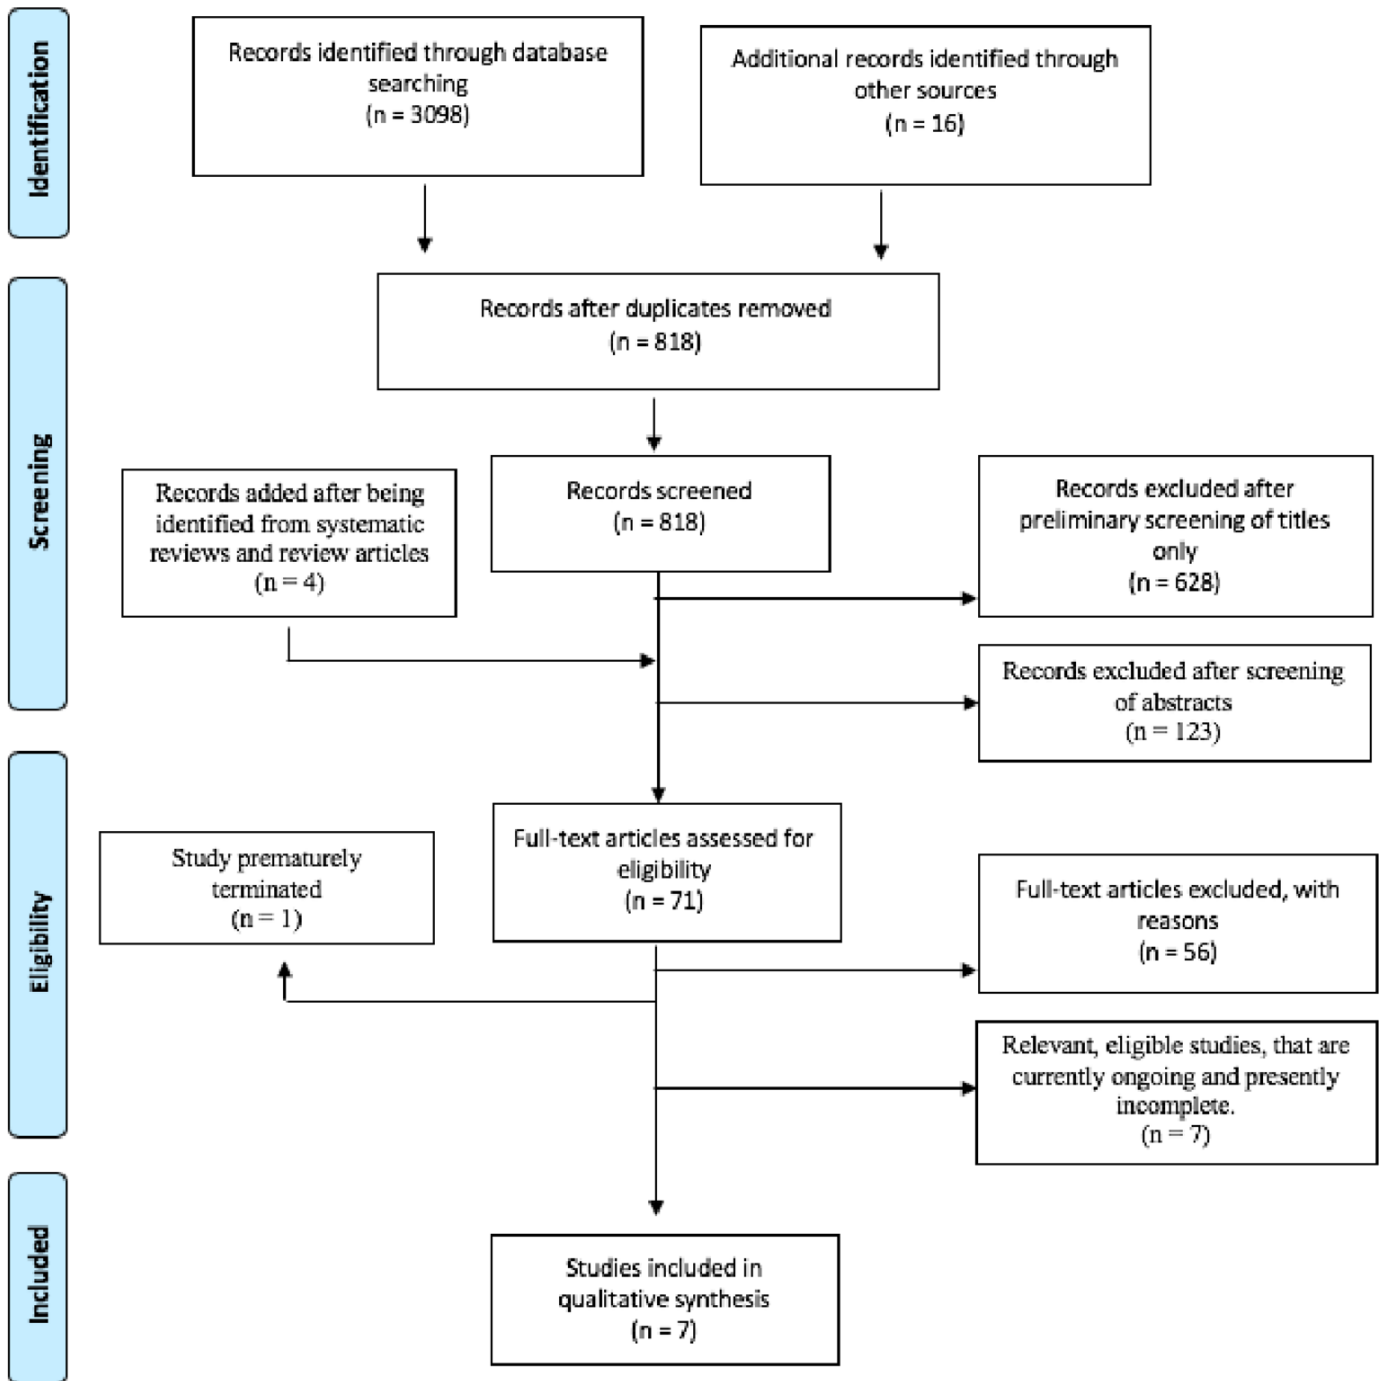 Identification
Records identified through database
searching
(n = 3098)
Additional records identified through
other sources
(n = 16)
Screening
Records after duplicates removed
(n = 818)
Records added after being
identified from systematic
reviews and review articles
(n = 4)
Records screened
(n = 818)
Records excluded after
preliminary screening of titles
only
(n = 628)
Records excluded after screening
of abstracts
(n = 123)
Eligibility
Study prematurely
terminated
(n = 1)
Full-text articles assessed for
eligibility
(n = 71)
Full-text articles excluded, with
reasons
(n = 56)
Relevant, eligible studies, that are
currently ongoing and presently
incomplete.
(n = 7)
Included
Studies included in
qualitative synthesis
(n = 7)